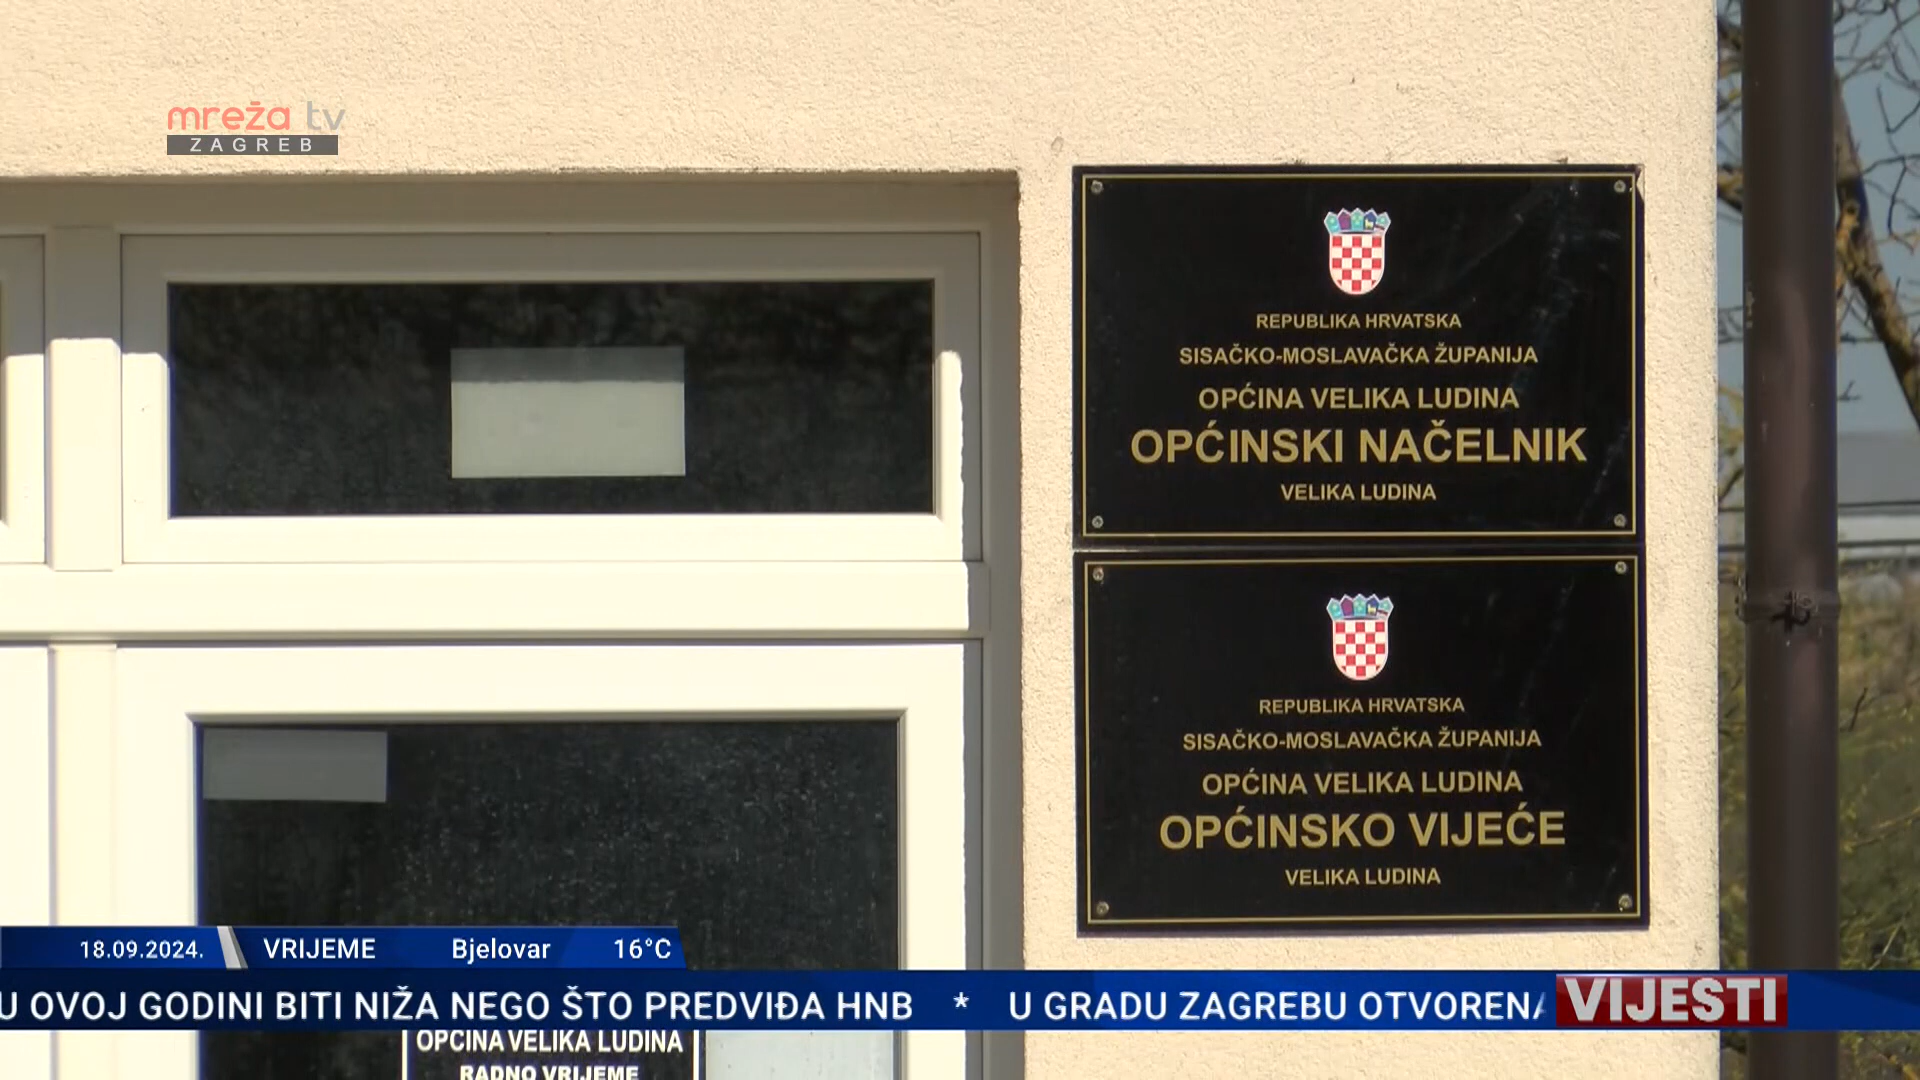 mreža tv
ZAGREB
REPUBLIKA HRVATSKA
SISAČKO-MOSLAVAČKA ŽUPANIJA
OPĆINA VELIKA LUDINA
OPĆINSKI NAČELNIK
VELIKA LUDINA
REPUBLIKA HRVATSKA
SISAČKO-MOSLAVAČKA ŽUPANIJA
OPĆINA VELIKA LUDINA
OPĆINSKO VIJEĆE
VELIKA LUDINA
18.09.2024. VRIJEME Bjelovar 16°C
U OVOJ GODINI BITI NIŽA NEGO ŠTO PREDVIĐA HNB * U GRADU ZAGREBU OTVORENA VIJESTI
OPĆINA VELIKA LUDINA
RADNO VRIJEME